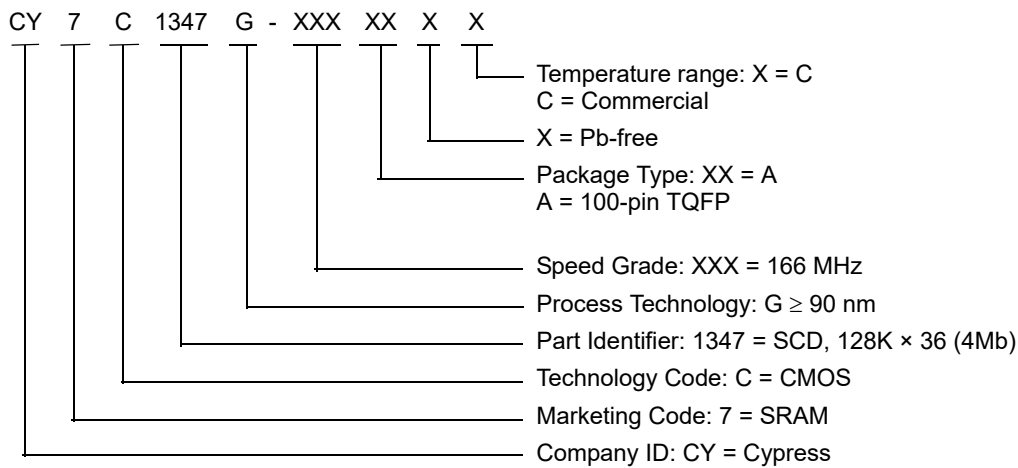 CY 7 C 1347 G - XXX XX X X
Temperature range: X = C
C = Commercial
X = Pb-free
Package Type: XX = A
A = 100-pin TQFP
Speed Grade: XXX = 166 MHz
Process Technology: G ≥ 90 nm
Part Identifier: 1347 = SCD, 128K × 36 (4Mb)
Technology Code: C = CMOS
Marketing Code: 7 = SRAM
Company ID: CY = Cypress